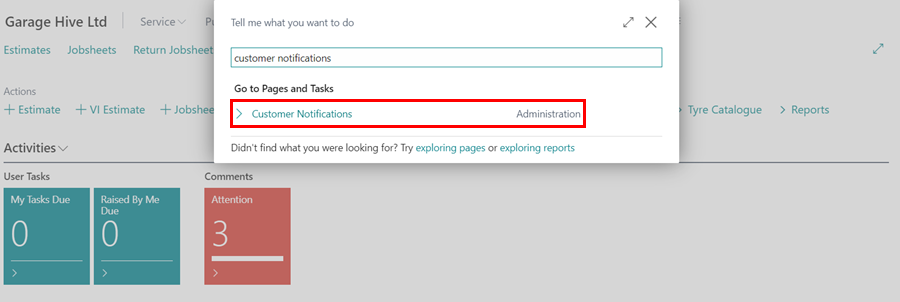 Garage Hive Ltd
Service
Pu
Tell me what you want to do
Estimates
Jobsheets
Return Jobsheets
customer notifications
Go to Pages and Tasks
Customer Notifications
Administration
Actions
+ Estimate
+ VI Estimate
+ Jobshe
Tyre Catalogue
Reports
Didn't find what you were looking for? Try exploring pages or exploring reports
Activities
User Tasks
Comments
My Tasks Due
0
Raised By Me Due
0
Attention
3